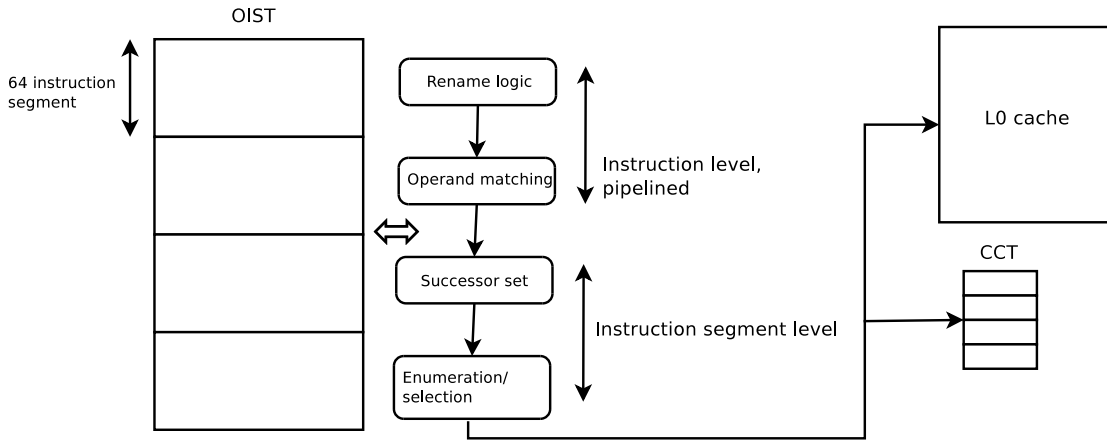 OIST
64 instruction
segment
Rename logic
Operand matching
Instruction level,
pipelined
Successor set
Enumeration/
selection
Instruction segment level
L0 cache
CCT